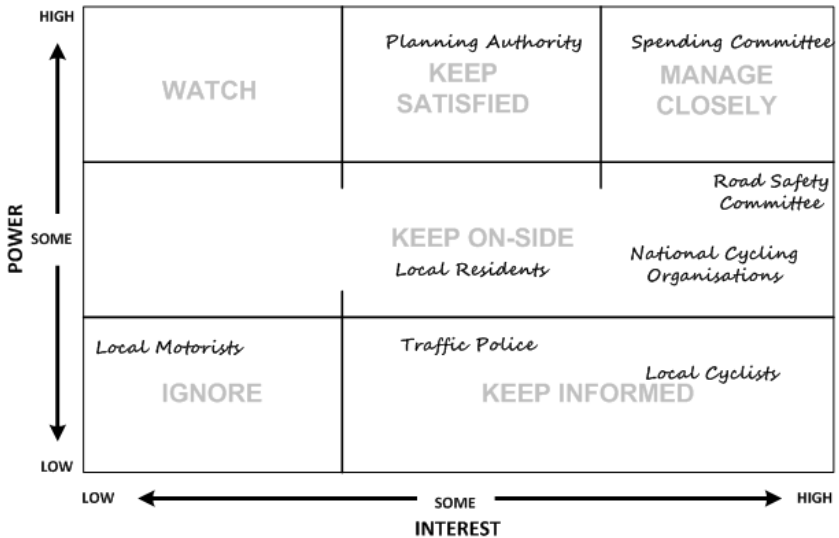 HIGH
Planning Authority
Spending Committee
WATCH
KEEP
SATISFIED
MANAGE
CLOSELY
Road Safety
Committee
POWER
SOME
KEEP ON-SIDE
Local Residents
National Cycling
Organisations
Local Motorists
Traffic Police
Local Cyclists
IGNORE
KEEP INFORMED
LOW
LOW
SOME
HIGH
INTEREST